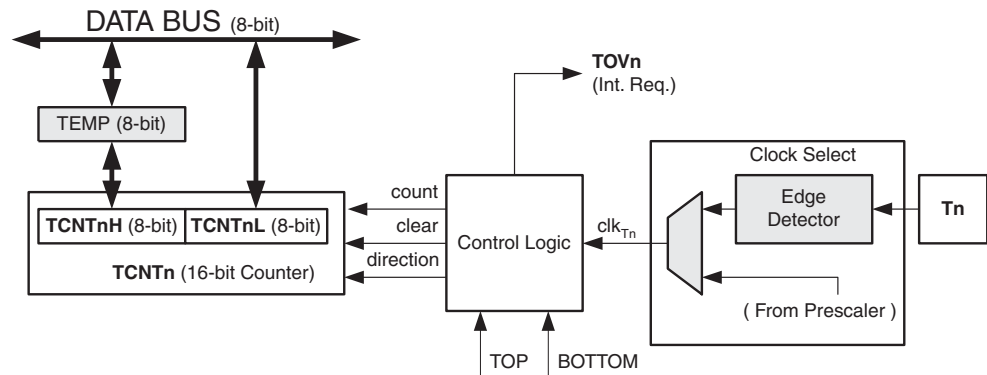 DATA BUS (8-bit)
TOVn
(Int. Req.)
TEMP (8-bit)
Clock Select
count
Edge
Detector
Tn
TCNTnH (8-bit) TCNTnL (8-bit)
clear
Control Logic
clkTn
TCNTn (16-bit Counter)
direction
( From Prescaler )
TOP
BOTTOM